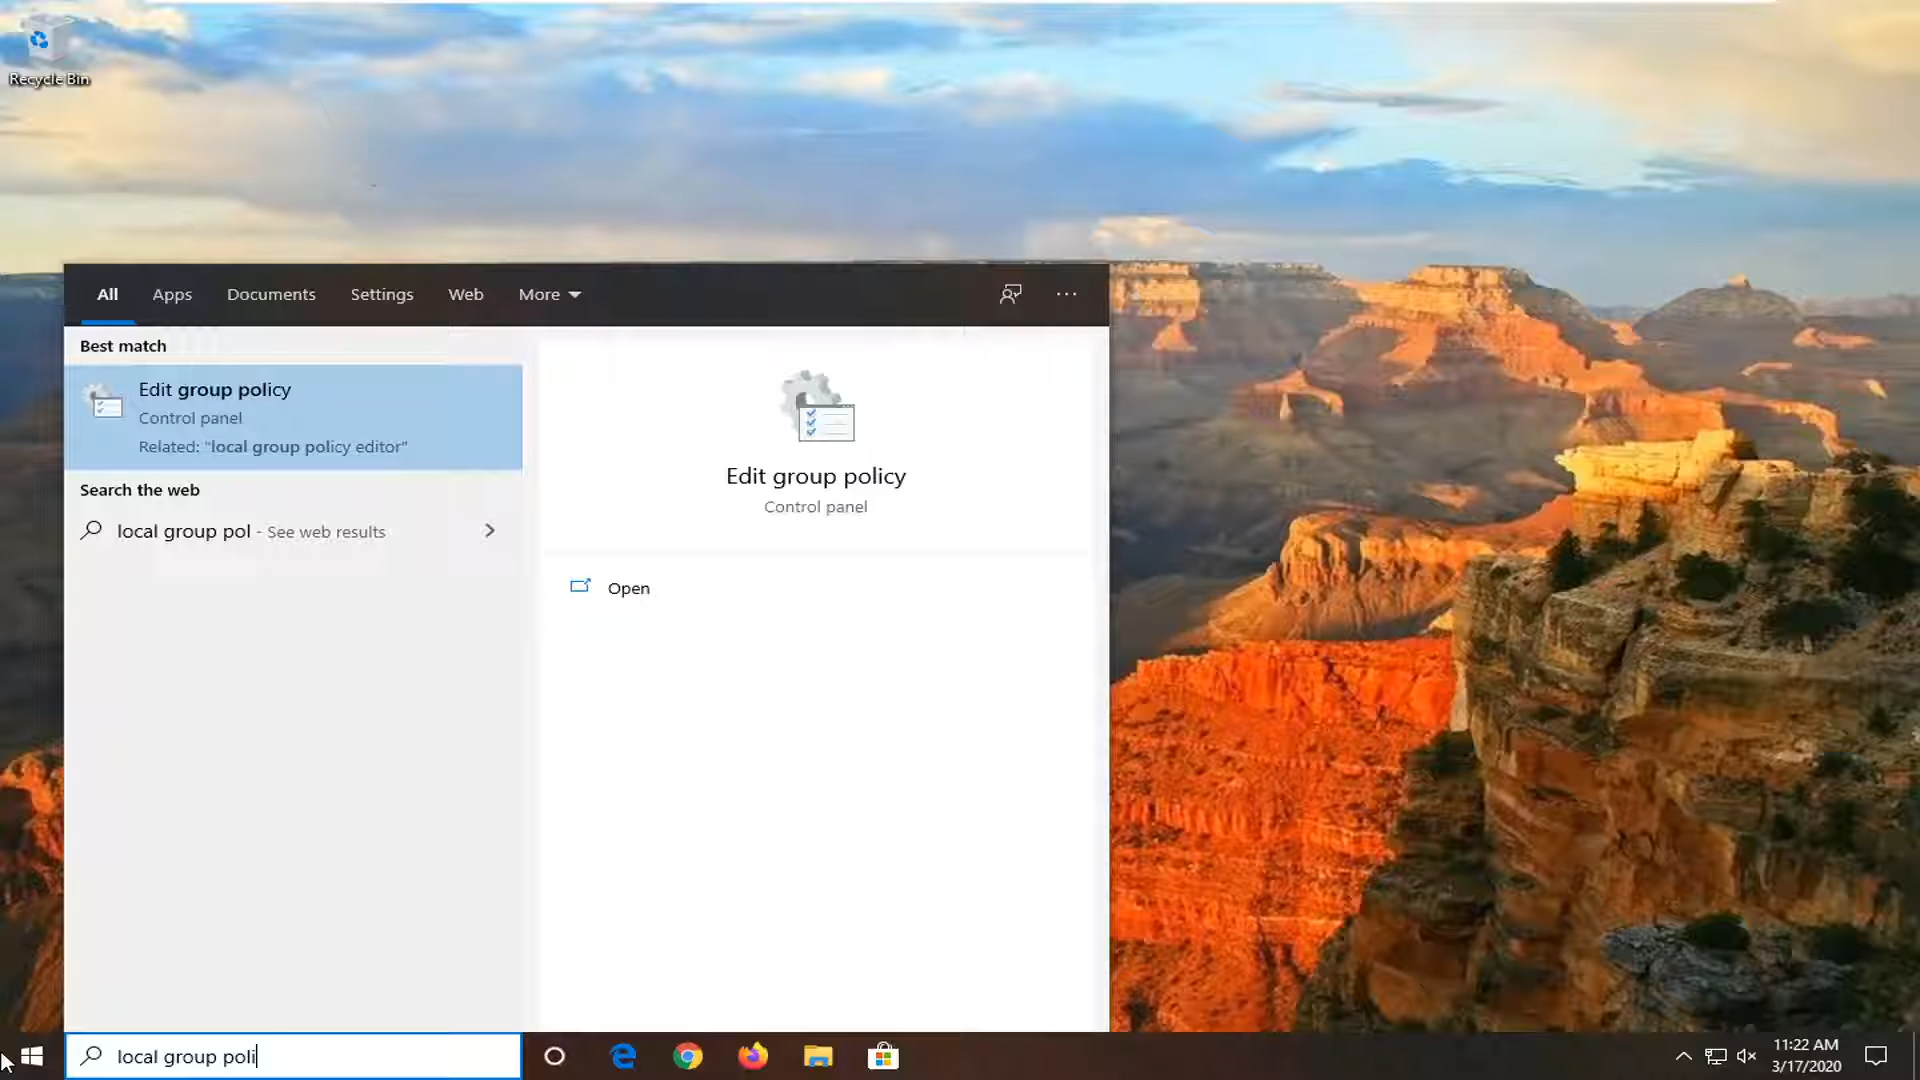 Recycle Bin
All Apps Documents Settings Web More
Best match
Edit group policy
Control panel
Related: "local group policy editor"
Search the web
local group pol - See web results
Edit group policy
Control panel
Open
local group poli
11:22 AM
3/17/2020